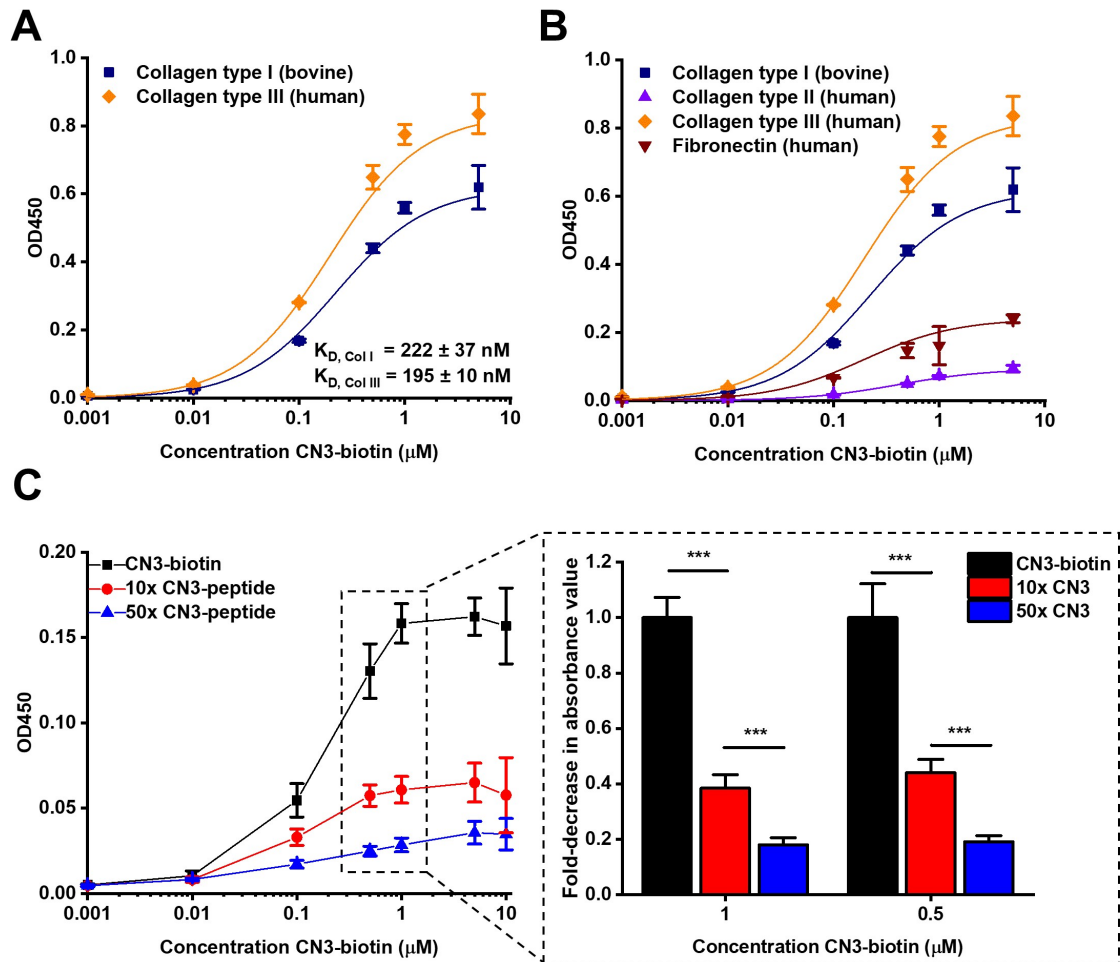 A
B
1.0
0.8
0.6
0.4
0.2
0.0
OD450
Collagen type I (bovine)
Collagen type III (human)
K_D, Col I = 222 ± 37 nM
K_D, Col III = 195 ± 10 nM
0.001
0.01
0.1
1
10
Concentration CN3-biotin (μM)
1.0
0.8
0.6
0.4
0.2
0.0
OD450
Collagen type I (bovine)
Collagen type II (human)
Collagen type III (human)
Fibronectin (human)
0.001
0.01
0.1
1
10
Concentration CN3-biotin (μM)
C
0.20
0.15
0.10
0.05
0.00
OD450
CN3-biotin
10x CN3-peptide
50x CN3-peptide
0.001
0.01
0.1
1
10
Concentration CN3-biotin (μM)
1.2
1.0
0.8
0.6
0.4
0.2
0.0
Fold-decrease in absorbance value
***
***
***
***
CN3-biotin
10x CN3
50x CN3
1
0.5
Concentration CN3-biotin (μM)